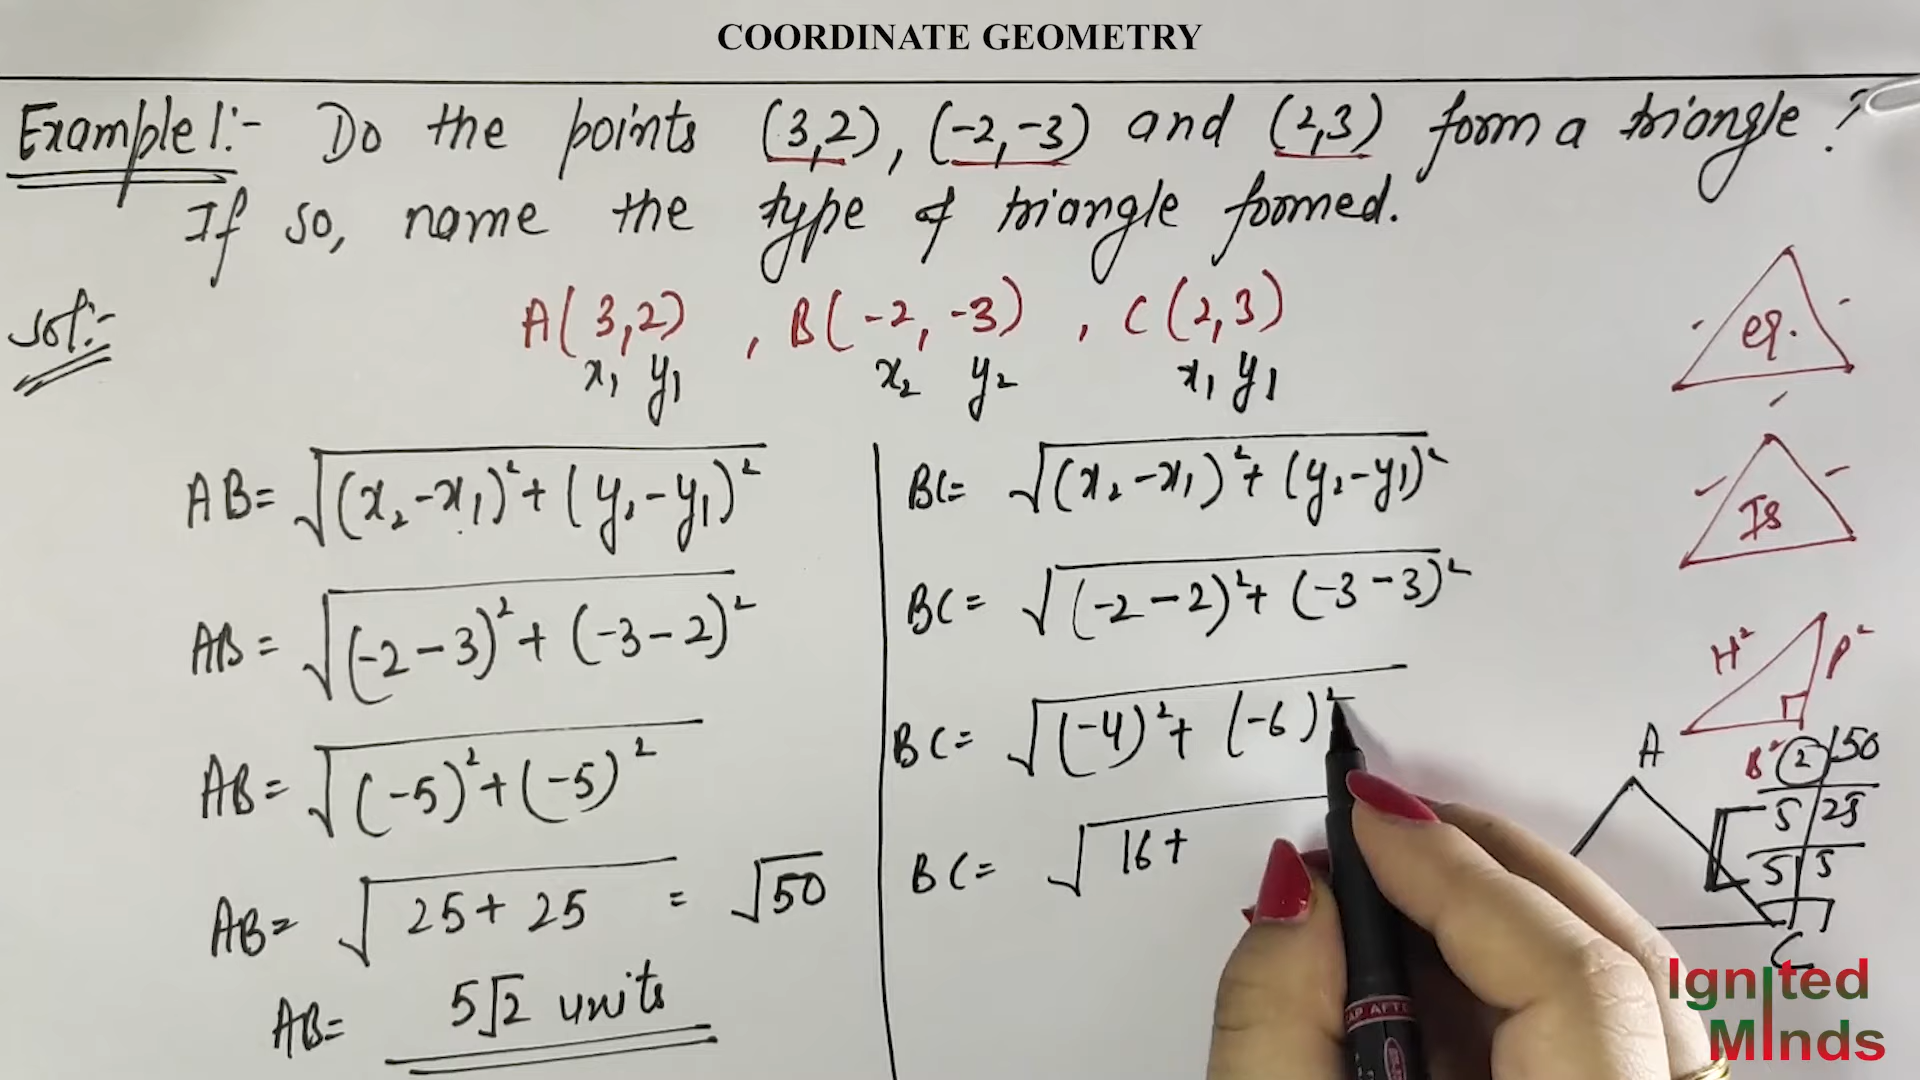 COORDINATE GEOMETRY
Example 1:- Do the points (3,2), (-2,-3) and (2,3) form a triangle?
If so, name the type of triangle formed.
Sol:-
A(3,2), B(-2,-3), C(2,3)
x₁ y₁ x₂ y₂ x₁ y₁
AB= √(x₂-x₁)²+(y₂-y₁)²
AB= √(-2-3)²+(-3-2)²
AB= √(-5)²+(-5)²
AB= √25+25 = √50
AB= 5√2 units
BC= √(x₂-x₁)²+(y₂-y₁)²
BC= √(-2-2)²+(-3-3)²
BC= √(-4)²+(-6)²
BC= √16+
eq.
Is
H² P²
B²
2 50
5 25
5 5
A
C
Ignited
Minds